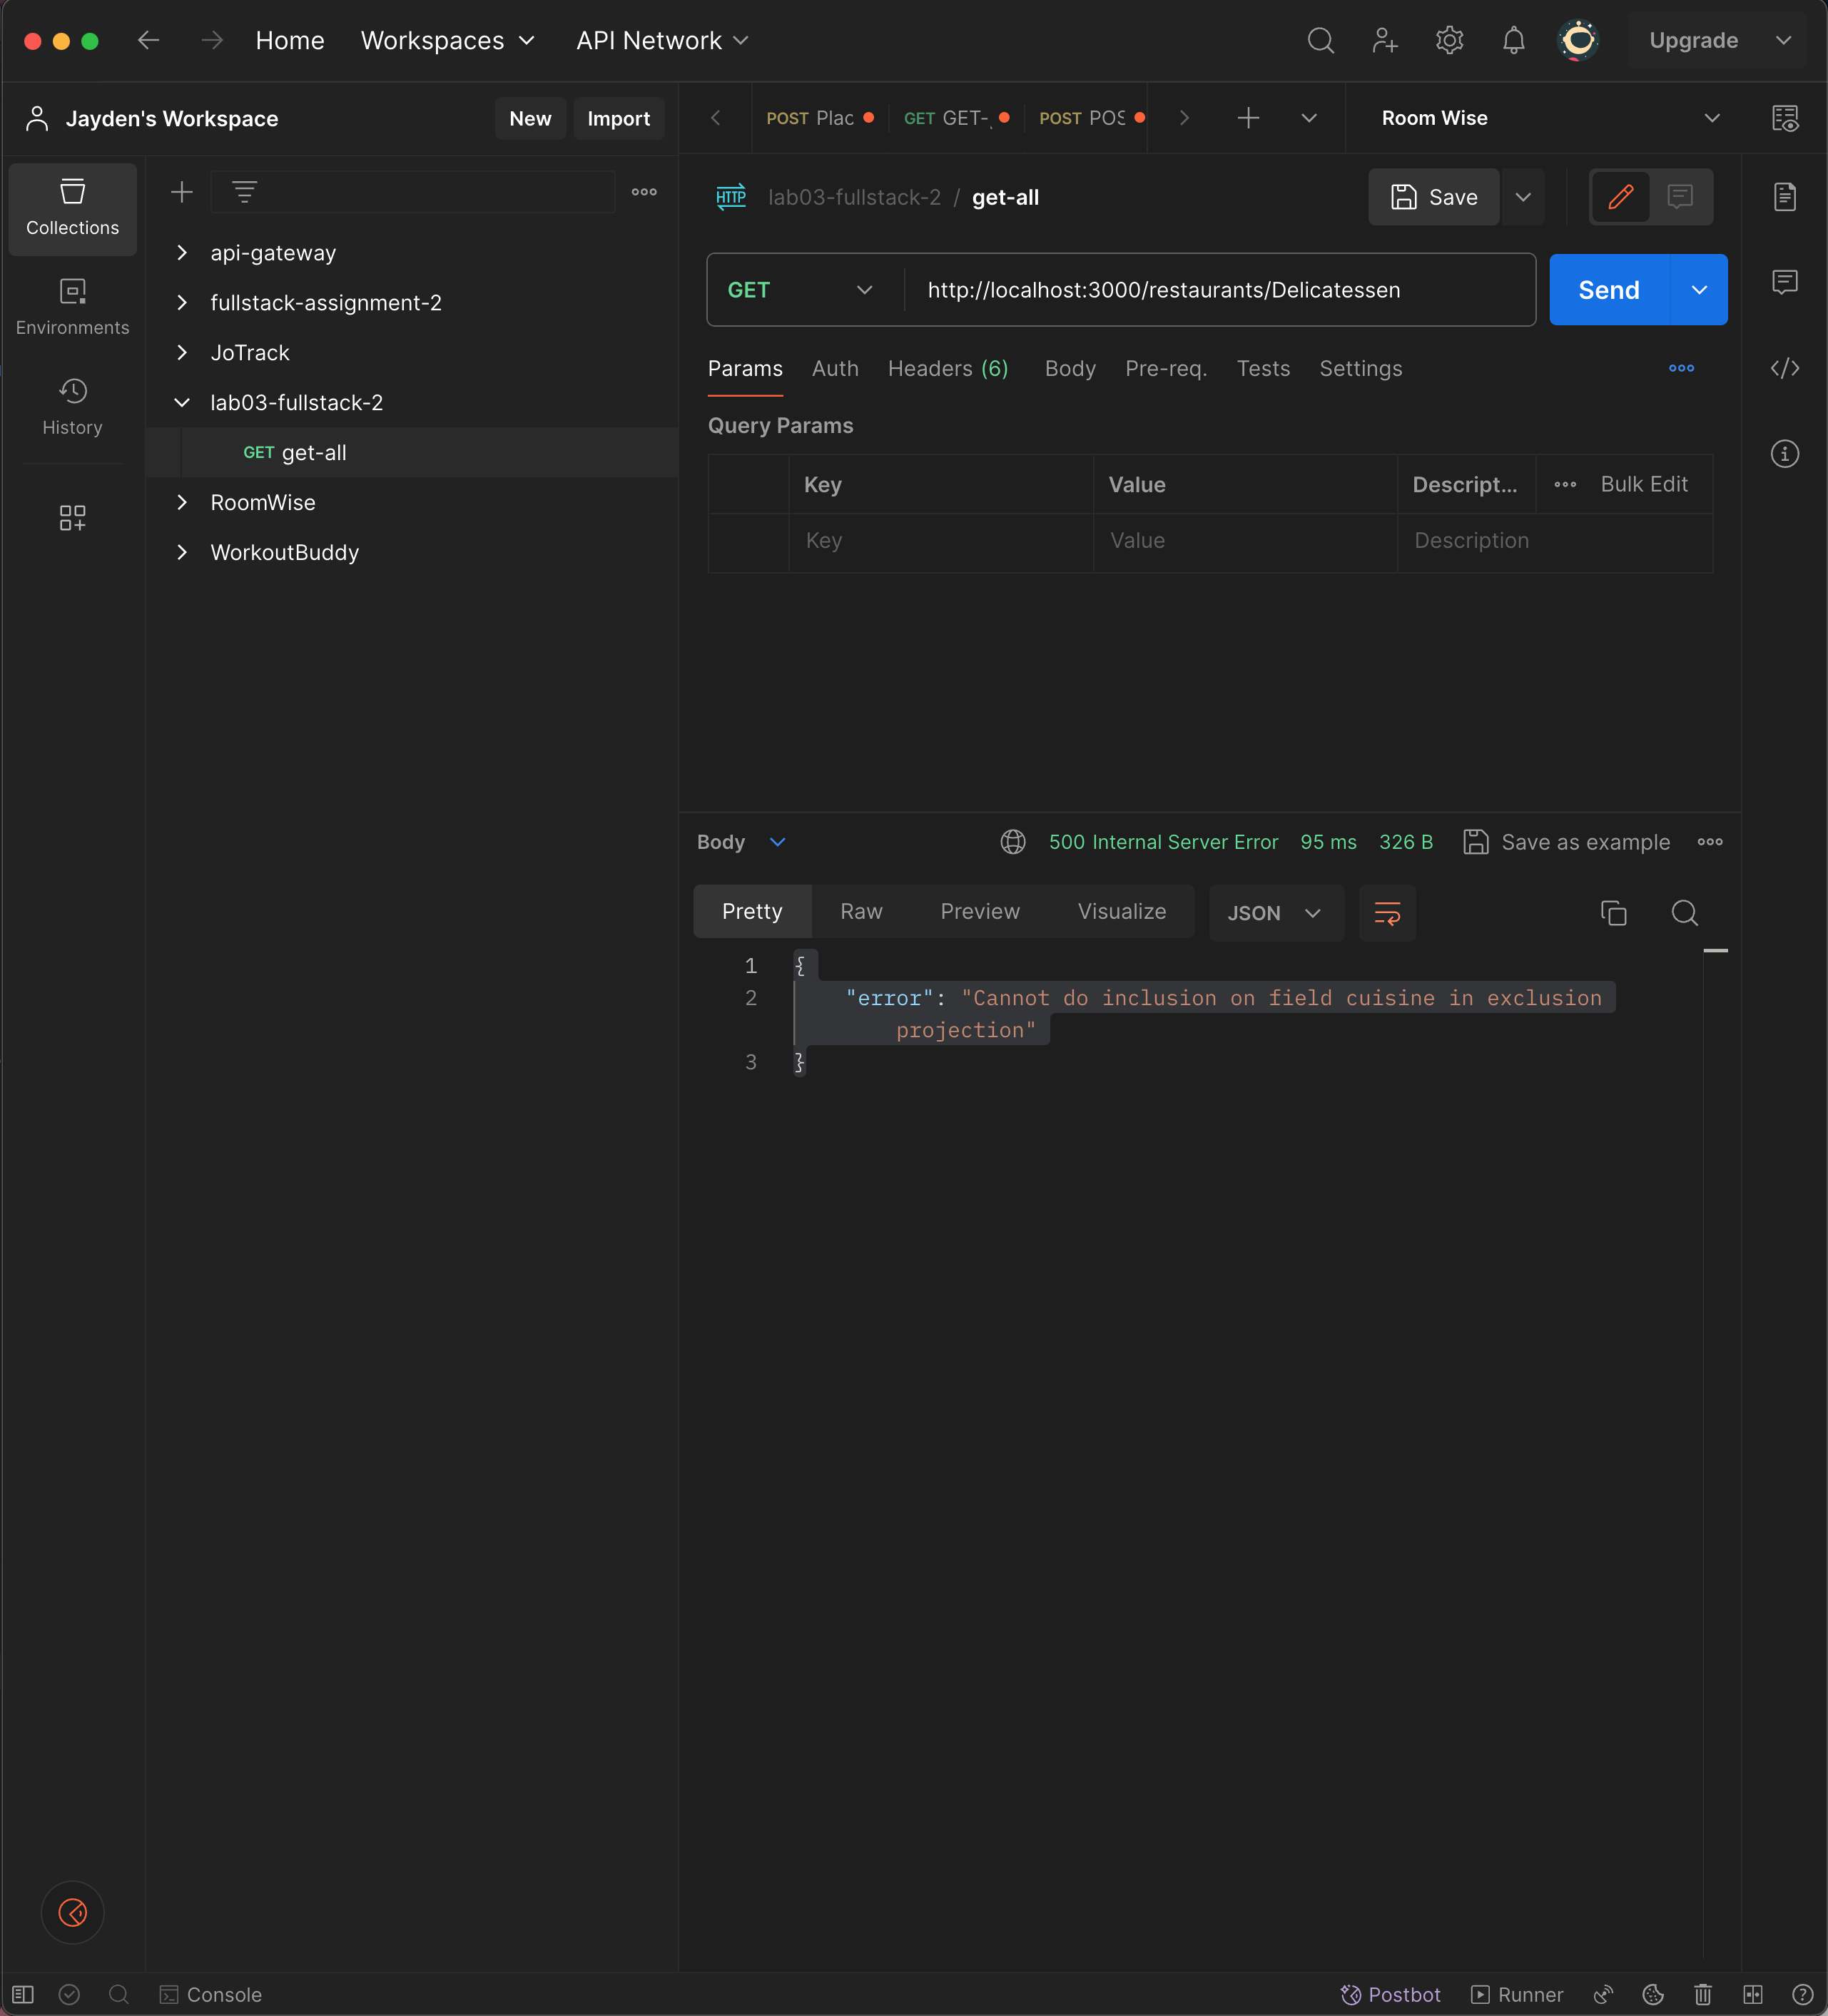 Home Workspaces API Network Upgrade
Jayden's Workspace New Import
POST Plac GET GET- POST POS Room Wise
Collections
Environments
History
api-gateway
fullstack-assignment-2
JoTrack
lab03-fullstack-2
GET get-all
RoomWise
WorkoutBuddy
HTTP lab03-fullstack-2 / get-all Save
GET http://localhost:3000/restaurants/Delicatessen Send
Params Auth Headers (6) Body Pre-req. Tests Settings
Query Params
Key Value Descript... Bulk Edit
Key Value Description
Body 500 Internal Server Error 95 ms 326 B Save as example
Pretty Raw Preview Visualize JSON
1 {
2 "error": "Cannot do inclusion on field cuisine in exclusion
projection"
3 }
Console Postbot Runner